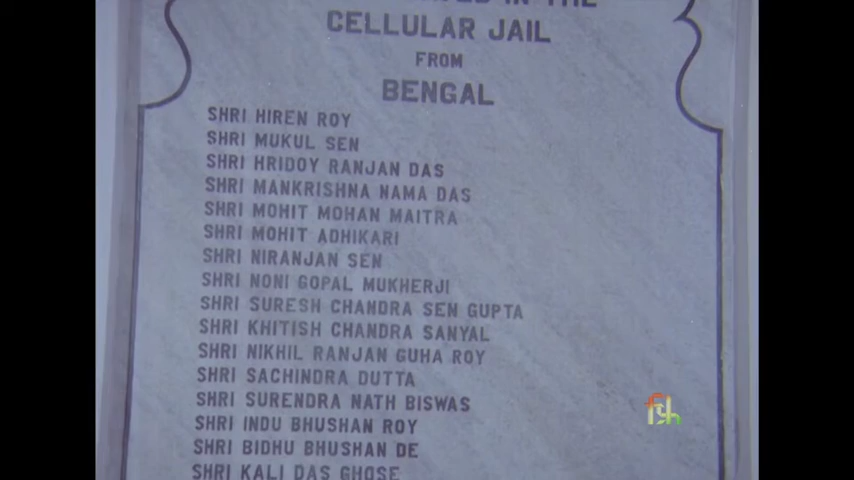 IN THE
CELLULAR JAIL
FROM
BENGAL
SHRI HIREN ROY
SHRI MUKUL SEN
SHRI HRIDOY RANJAN DAS
SHRI MANKRISHNA NAMA DAS
SHRI MOHIT MOHAN MAITRA
SHRI MOHIT ADHIKARI
SHRI NIRANJAN SEN
SHRI NONI GOPAL MUKHERJI
SHRI SURESH CHANDRA SEN GUPTA
SHRI KHITISH CHANDRA SANYAL
SHRI NIKHIL RANJAN GUHA ROY
SHRI SACHINDRA DUTTA
SHRI SURENDRA NATH BISWAS
SHRI INDU BHUSHAN ROY
SHRI BIDHU BHUSHAN DE
SHRI KALI DAS GHOSE